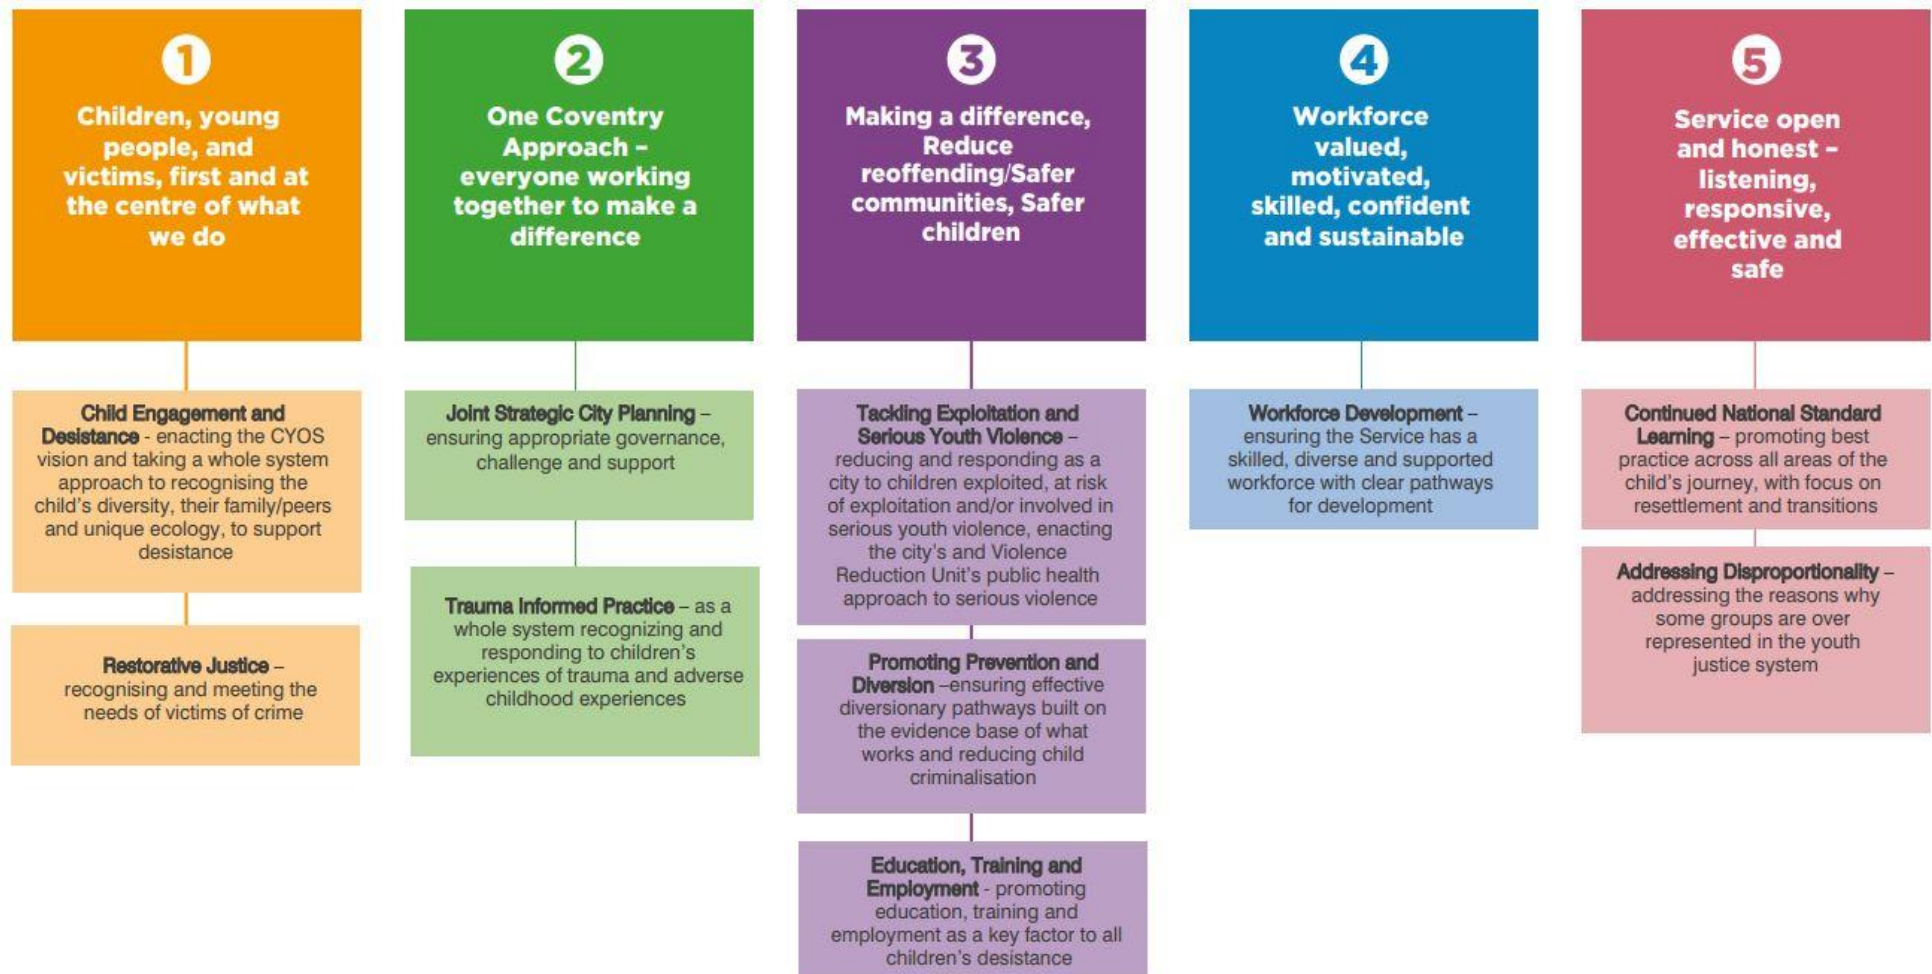 1
Children, young
people, and
victims, first and at
the centre of what
we do
Child Engagement and
Desistance - enacting the CYOS
vision and taking a whole system
approach to recognising the
child's diversity, their family/peers
and unique ecology, to support
desistance
Restorative Justice –
recognising and meeting the
needs of victims of crime
2
One Coventry
Approach –
everyone working
together to make a
difference
Joint Strategic City Planning –
ensuring appropriate governance,
challenge and support
Trauma Informed Practice – as a
whole system recognizing and
responding to children's
experiences of trauma and adverse
childhood experiences
3
Making a difference,
Reduce
reoffending/Safer
communities, Safer
children
Tackling Exploitation and
Serious Youth Violence –
reducing and responding as a
city to children exploited, at risk
of exploitation and/or involved in
serious youth violence, enacting
the city's and Violence
Reduction Unit's public health
approach to serious violence
Promoting Prevention and
Diversion –ensuring effective
diversionary pathways built on
the evidence base of what
works and reducing child
criminalisation
Education, Training and
Employment - promoting
education, training and
employment as a key factor to all
children's desistance
4
Workforce
valued,
motivated,
skilled, confident
and sustainable
Workforce Development –
ensuring the Service has a
skilled, diverse and supported
workforce with clear pathways
for development
5
Service open
and honest –
listening,
responsive,
effective and
safe
Continued National Standard
Learning – promoting best
practice across all areas of the
child's journey, with focus on
resettlement and transitions
Addressing Disproportionality –
addressing the reasons why
some groups are over
represented in the youth
justice system